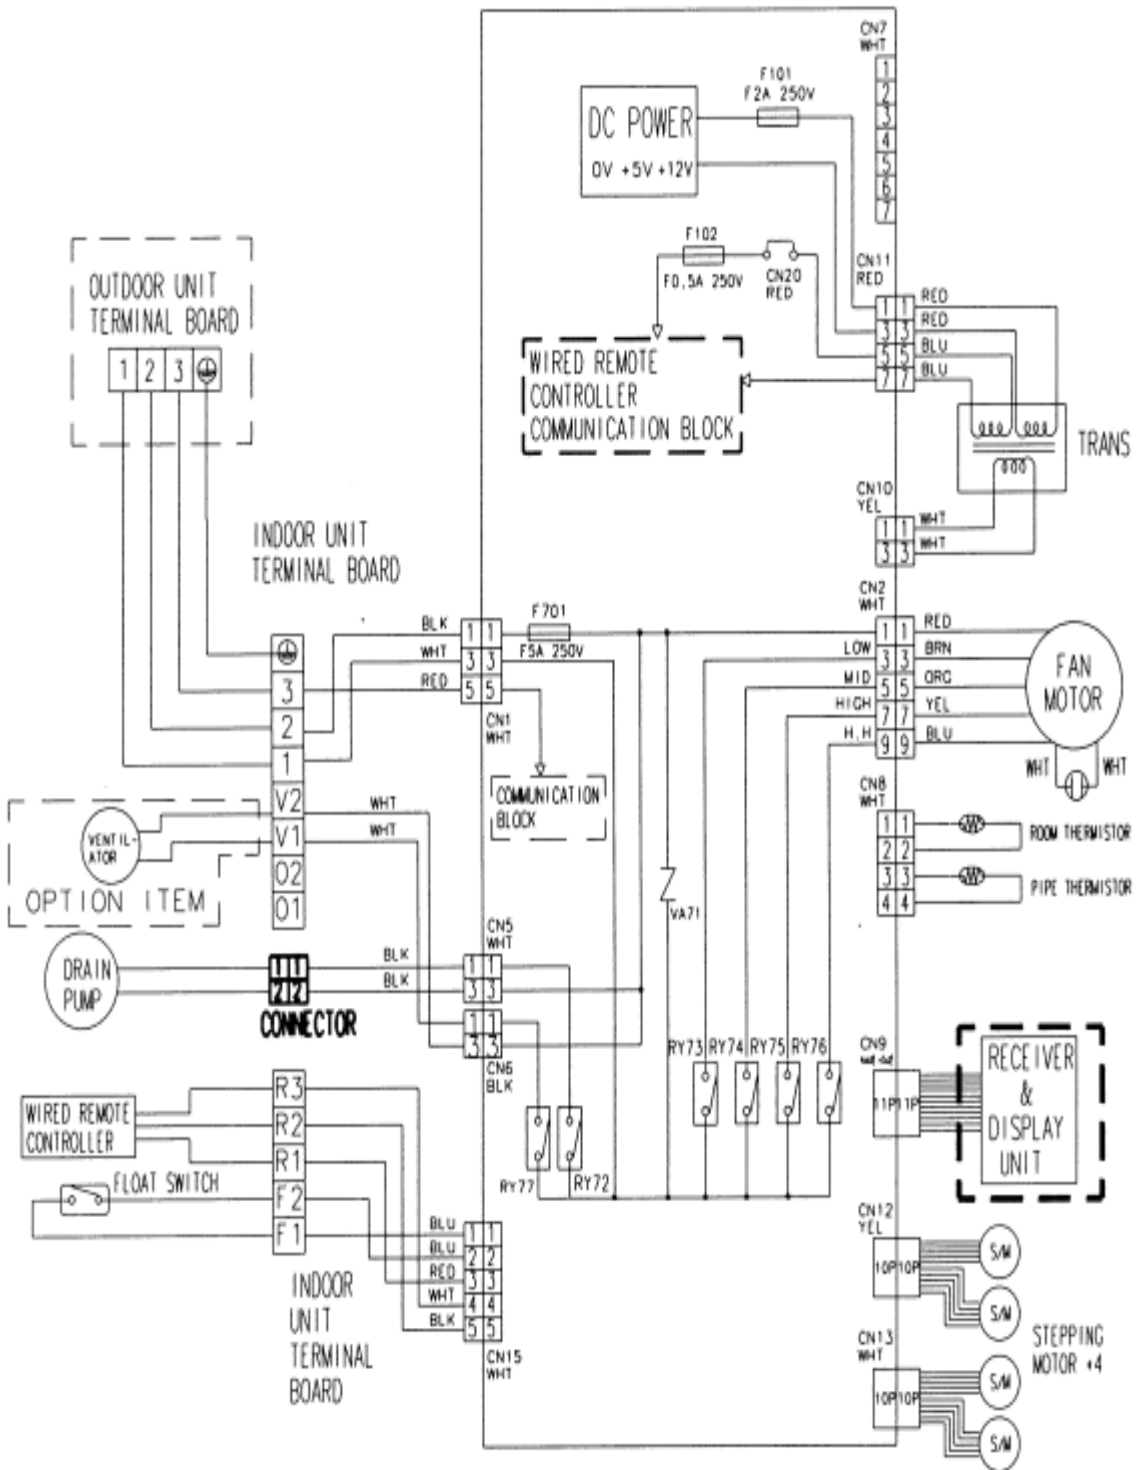 CN7
WHT
1
2
3
4
5
6
7
F101
F2A 250V
DC POWER
0V +5V +12V
F102
F0,5A 250V
CN20
RED
CN11
RED
1 1 RED
3 3 RED
5 5 BLU
7 7 BLU
WIRED REMOTE
CONTROLLER
COMMUNICATION BLOCK
TRANS
OUTDOOR UNIT
TERMINAL BOARD
1 2 3
CN10
YEL
1 1 WHT
3 3 WHT
INDOOR UNIT
TERMINAL BOARD
3
2
1
V2
V1
O2
O1
BLK 1 1
WHT 3 3
RED 5 5
CN1
WHT
F701
F5A 250V
COMMUNICATION
BLOCK
CN2
WHT
1 1 RED
LOW 3 3 BRN
MID 5 5 ORG
HIGH 7 7 YEL
H.H 9 9 BLU
FAN
MOTOR
WHT WHT
CN8
WHT
1 1
2 2
3 3
4 4
ROOM THERMISTOR
PIPE THERMISTOR
VENTIL-
ATOR
OPTION ITEM
WHT
WHT
VA71
DRAIN
PUMP
1 1
2 2
CONNECTOR
BLK
BLK
CN5
WHT
1 1
3 3
1 1
3 3
CN6
BLK
RY73 RY74 RY75 RY76
RY77 RY72
CN9
11P 11P
RECEIVER
&
DISPLAY
UNIT
WIRED REMOTE
CONTROLLER
FLOAT SWITCH
R3
R2
R1
F2
F1
INDOOR
UNIT
TERMINAL
BOARD
BLU 1 1
BLU 2 2
RED 3 3
WHT 4 4
BLK 5 5
CN15
WHT
CN12
YEL
10P 10P
S/M
S/M
CN13
WHT
10P 10P
S/M
S/M
STEPPING
MOTOR *4